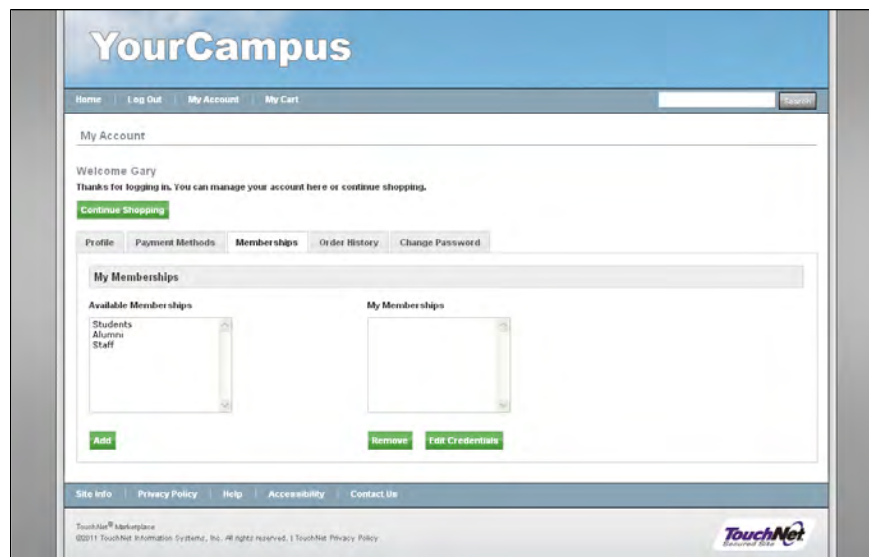 YourCampus
Home Log Out My Account My Cart Search
My Account
Welcome Gary
Thanks for logging in. You can manage your account here or continue shopping.
Continue Shopping
Profile Payment Methods Memberships Order History Change Password
My Memberships
Available Memberships My Memberships
Students
Alumni
Staff
Add Remove Edit Credentials
Site Info Privacy Policy Help Accessibility Contact Us
TouchNet® Marketplace
©2011 TouchNet Information Systems, Inc. All rights reserved. | TouchNet Privacy Policy
TouchNet
Secured Site